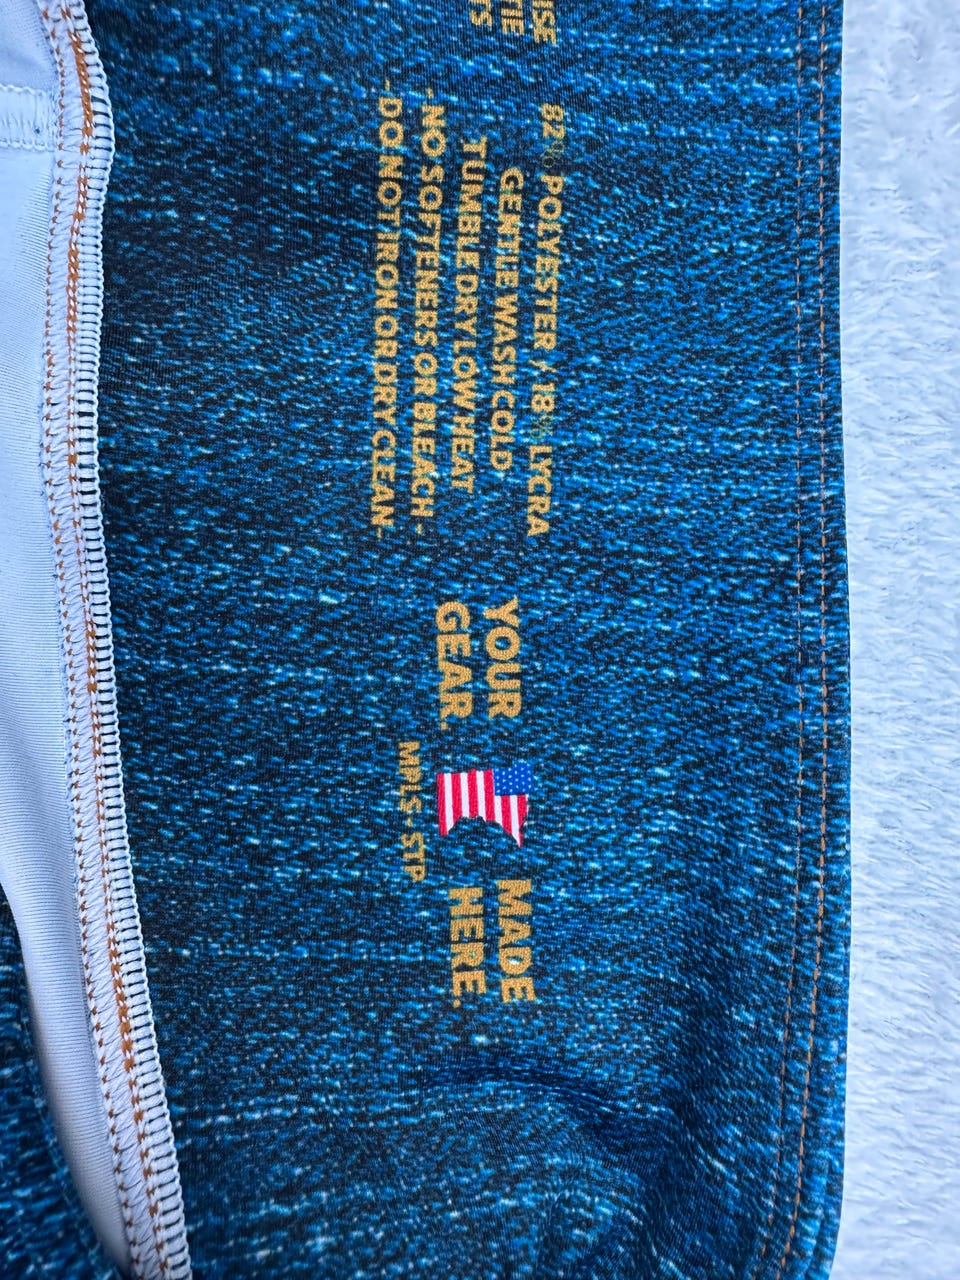 82% POLYESTER / 18% LYCRA
GENTLE WASH COLD
TUMBLE DRY LOW HEAT
-NO SOFTENERS OR BLEACH-
-DO NOT IRON OR DRY CLEAN-
YOUR
GEAR.
MPLS • STP
MADE
HERE.